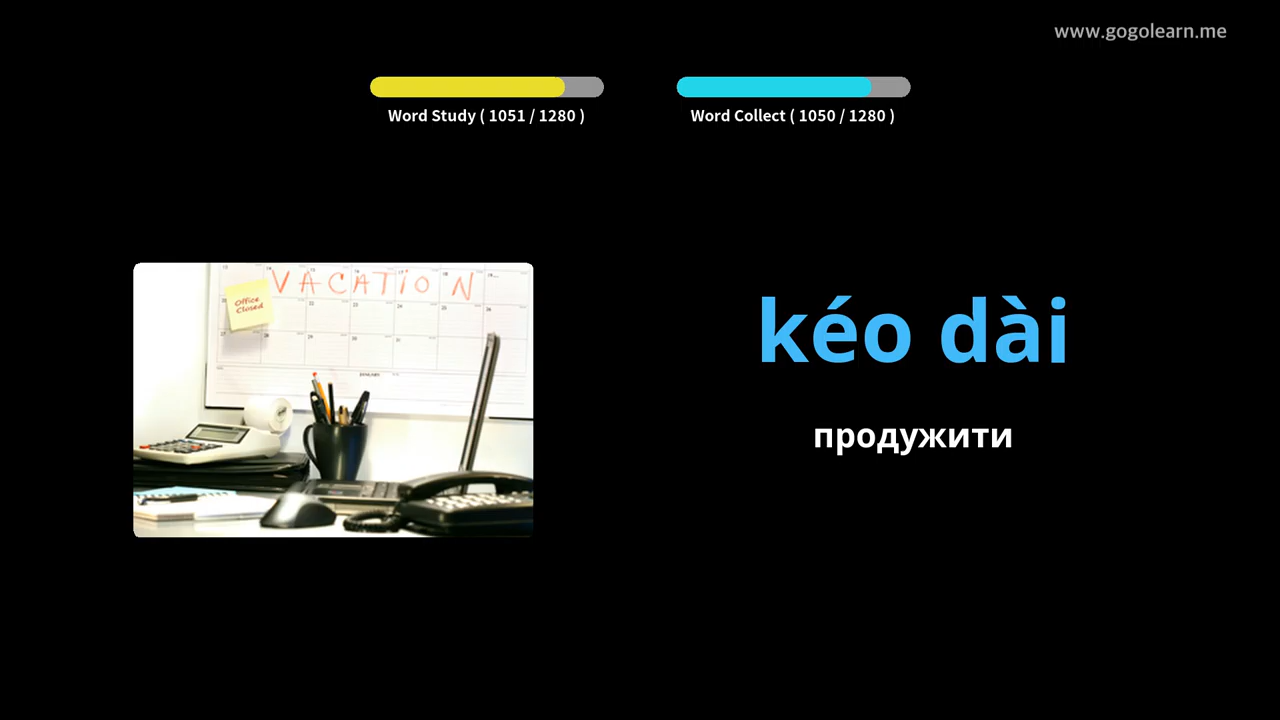 www.gogolearn.me
Word Study ( 1051 / 1280 )
Word Collect ( 1050 / 1280 )
VACATION
Office
Closed
kéo dài
продужити